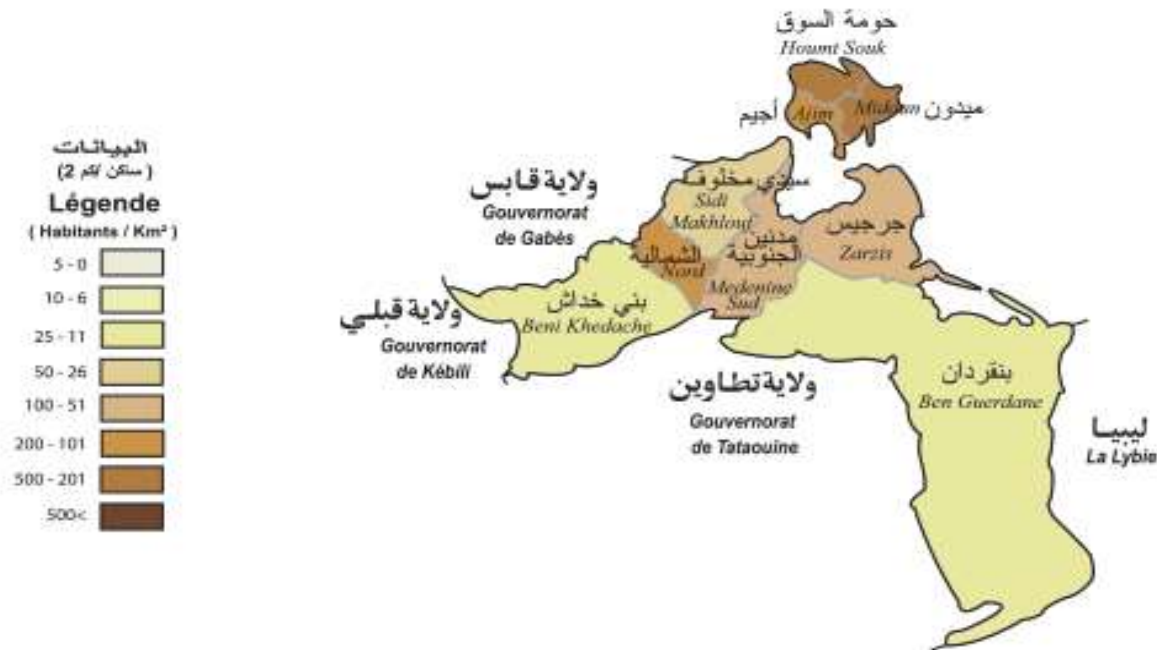 البيانات
(ساكن /كم 2)
Légende
( Habitants / Km² )
5 - 0
10 - 6
25 - 11
50 - 26
100 - 51
200 - 101
500 - 201
500<
حومة السوق
Houmt Souk
أجيم
Ajim
ميدون
Midoun
ولاية قابس
Gouvernorat
de Gabès
سيدي مخلوف
Sidi
Makhlouf
الشمالية
Nord
مدنين
الجنوبية
Medenine
Sud
جرجيس
Zarzis
ولاية قبلي
Gouvernorat
de Kébili
بني خداش
Beni Khedache
ولاية تطاوين
Gouvernorat
de Tataouine
بنقردان
Ben Guerdane
ليبيا
La Lybie